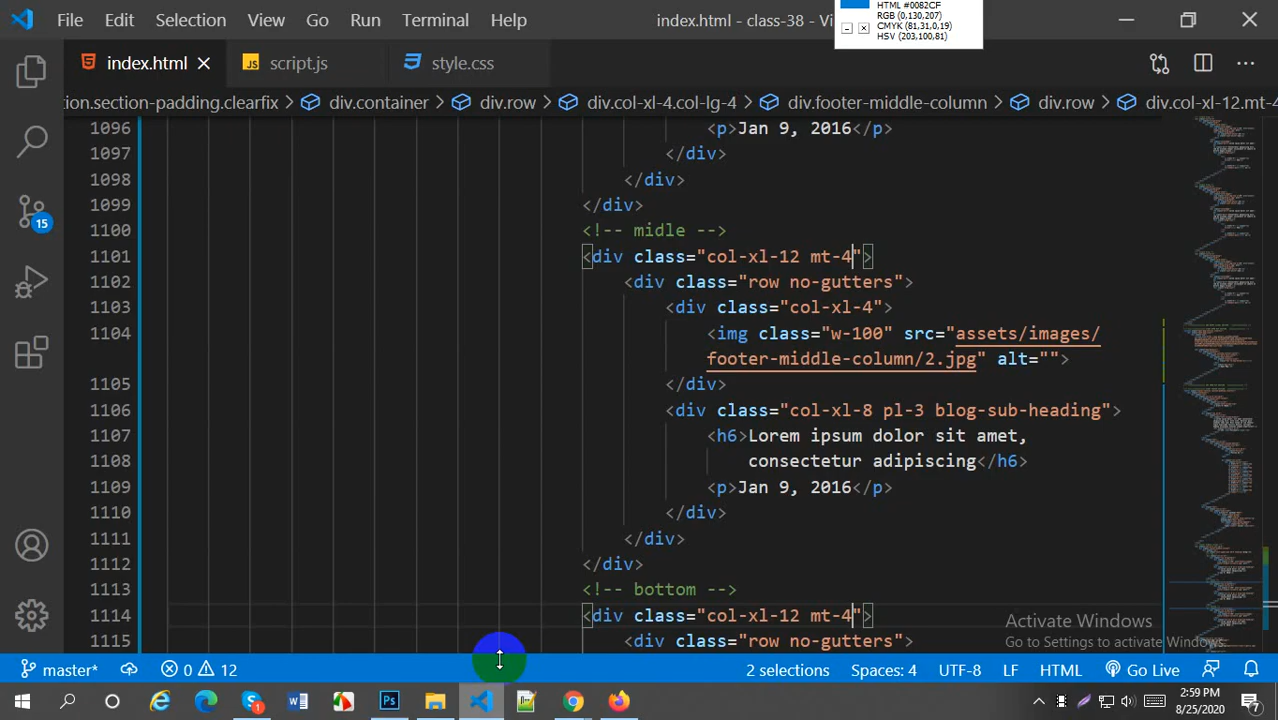 File Edit Selection View Go Run Terminal Help index.html - class-38 - Vi
HTML #0082CF
RGB (0,130,207)
CMYK (81,31,0,19)
HSV (203,100,81)
index.html JS script.js style.css
tion.section-padding.clearfix > div.container > div.row > div.col-xl-4.col-lg-4 > div.footer-middle-column > div.row > div.col-xl-12.mt-4
1096 <p>Jan 9, 2016</p>
1097 </div>
1098 </div>
1099 </div>
1100 <!-- midle -->
1101 <div class="col-xl-12 mt-4">
1102 <div class="row no-gutters">
1103 <div class="col-xl-4">
1104 <img class="w-100" src="assets/images/
footer-middle-column/2.jpg" alt="">
1105 </div>
1106 <div class="col-xl-8 pl-3 blog-sub-heading">
1107 <h6>Lorem ipsum dolor sit amet,
1108 consectetur adipiscing</h6>
1109 <p>Jan 9, 2016</p>
1110 </div>
1111 </div>
1112 </div>
1113 <!-- bottom -->
1114 <div class="col-xl-12 mt-4">
1115 <div class="row no-gutters">
Activate Windows
Go to Settings to activate Windows.
15
master* 0 12 2 selections Spaces: 4 UTF-8 LF HTML Go Live
2:59 PM
8/25/2020